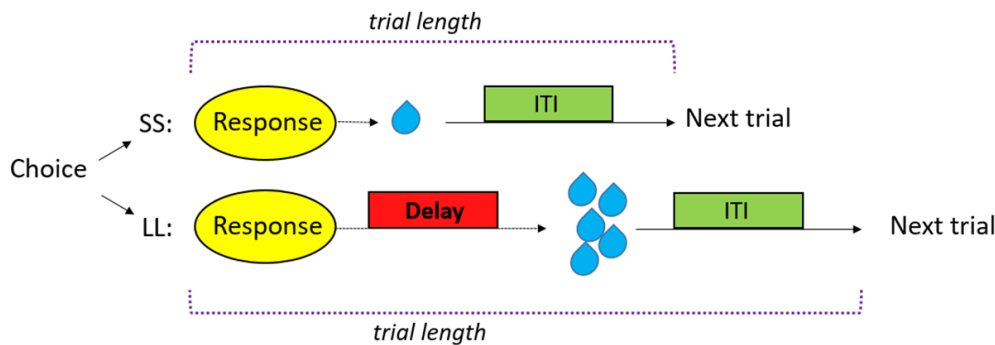 trial length
SS: Response ITI Next trial
Choice
LL: Response Delay ITI Next trial
trial length